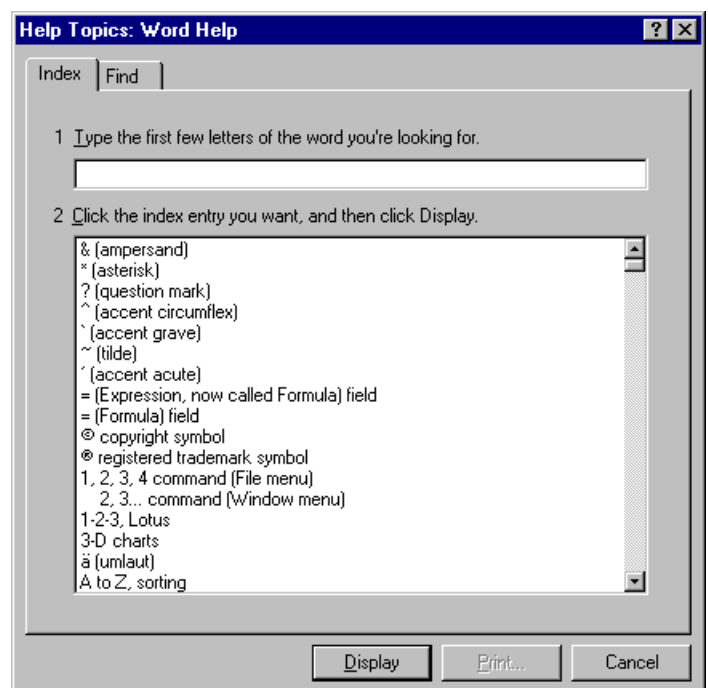 Help Topics: Word Help
Index Find
1 Type the first few letters of the word you're looking for.
2 Click the index entry you want, and then click Display.
& (ampersand)
* (asterisk)
? (question mark)
^ (accent circumflex)
` (accent grave)
~ (tilde)
´ (accent acute)
= (Expression, now called Formula) field
= (Formula) field
© copyright symbol
® registered trademark symbol
1, 2, 3, 4 command (File menu)
2, 3... command (Window menu)
1-2-3, Lotus
3-D charts
ä (umlaut)
A to Z, sorting
Display Print... Cancel